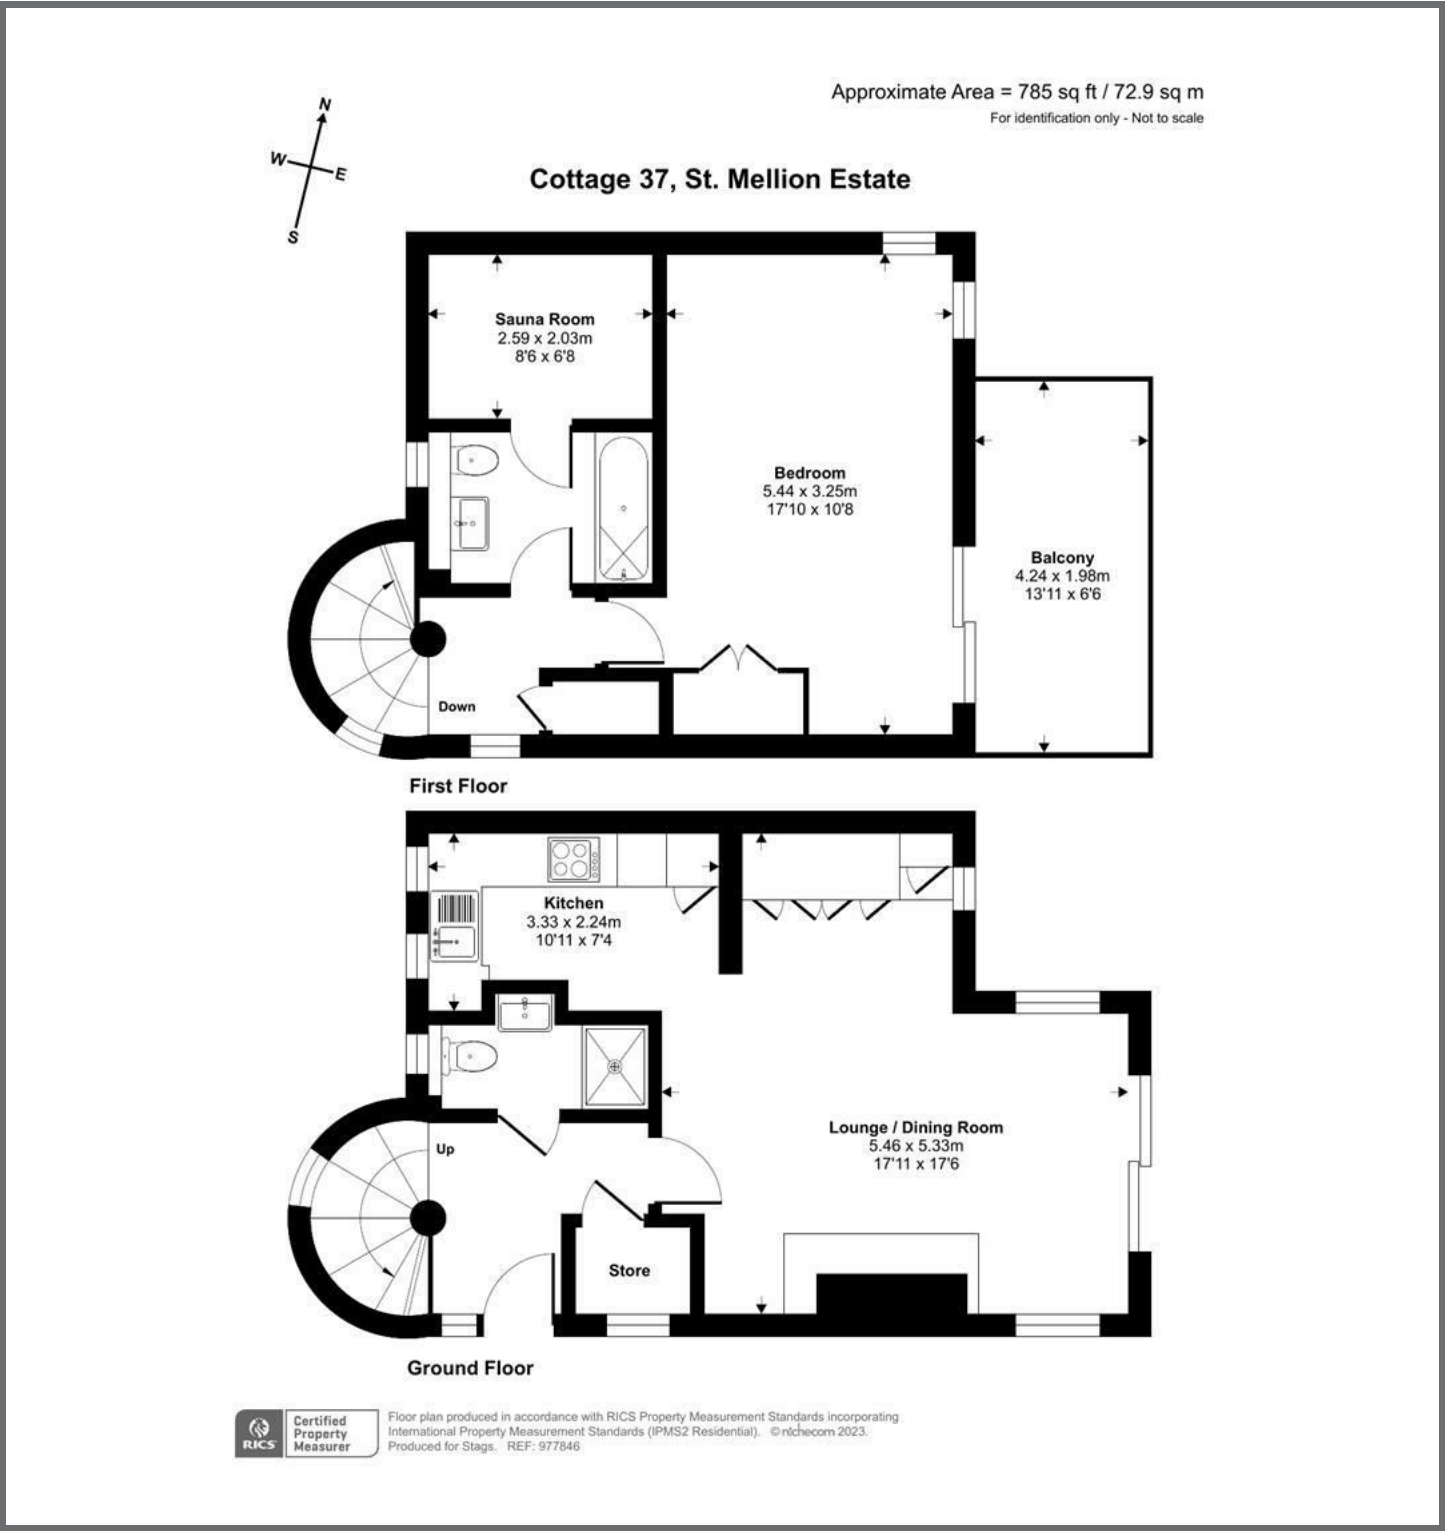 Approximate Area = 785 sq ft / 72.9 sq m
For identification only - Not to scale
N
W
E
S
Cottage 37, St. Mellion Estate
Sauna Room
2.59 x 2.03m
8'6 x 6'8
Bedroom
5.44 x 3.25m
17'10 x 10'8
Balcony
4.24 x 1.98m
13'11 x 6'6
Down
First Floor
Kitchen
3.33 x 2.24m
10'11 x 7'4
Up
Lounge / Dining Room
5.46 x 5.33m
17'11 x 17'6
Store
Ground Floor
RICS
Certified
Property
Measurer
Floor plan produced in accordance with RICS Property Measurement Standards incorporating
International Property Measurement Standards (IPMS2 Residential). © nichecom 2023.
Produced for Stags. REF: 977846